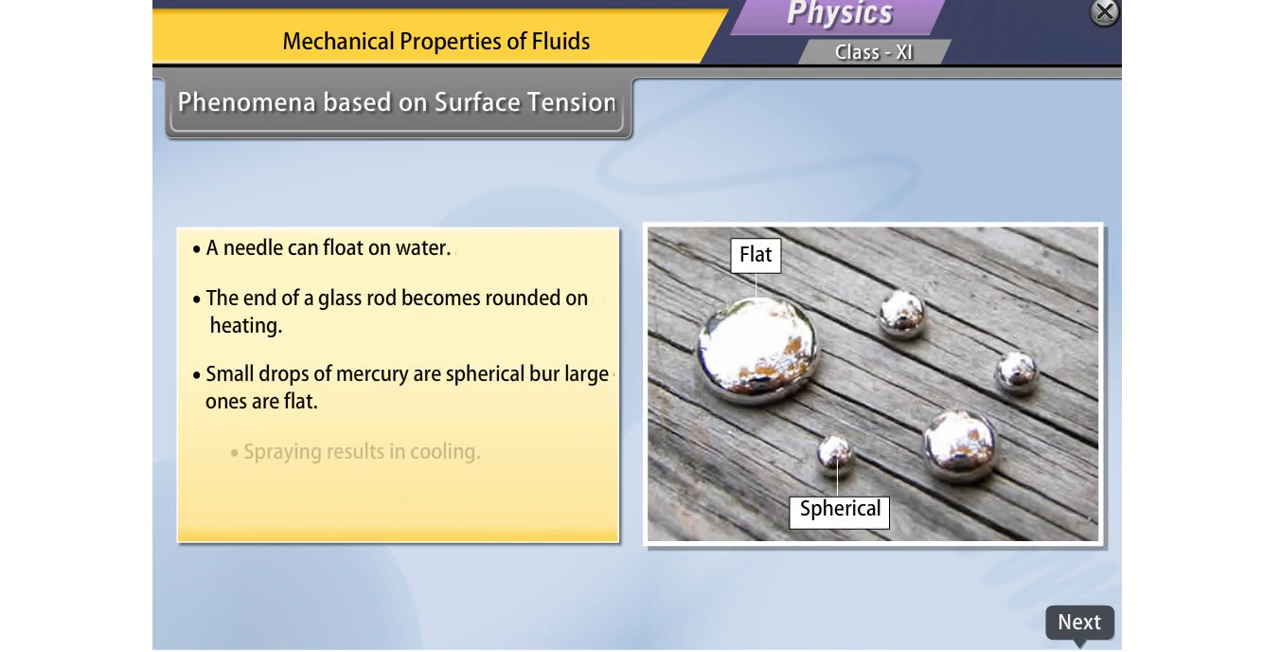 Physics
Mechanical Properties of Fluids
Class - XI
Phenomena based on Surface Tension
• A needle can float on water.
• The end of a glass rod becomes rounded on
heating.
• Small drops of mercury are spherical bur large
ones are flat.
• Spraying results in cooling.
Flat
Spherical
Next